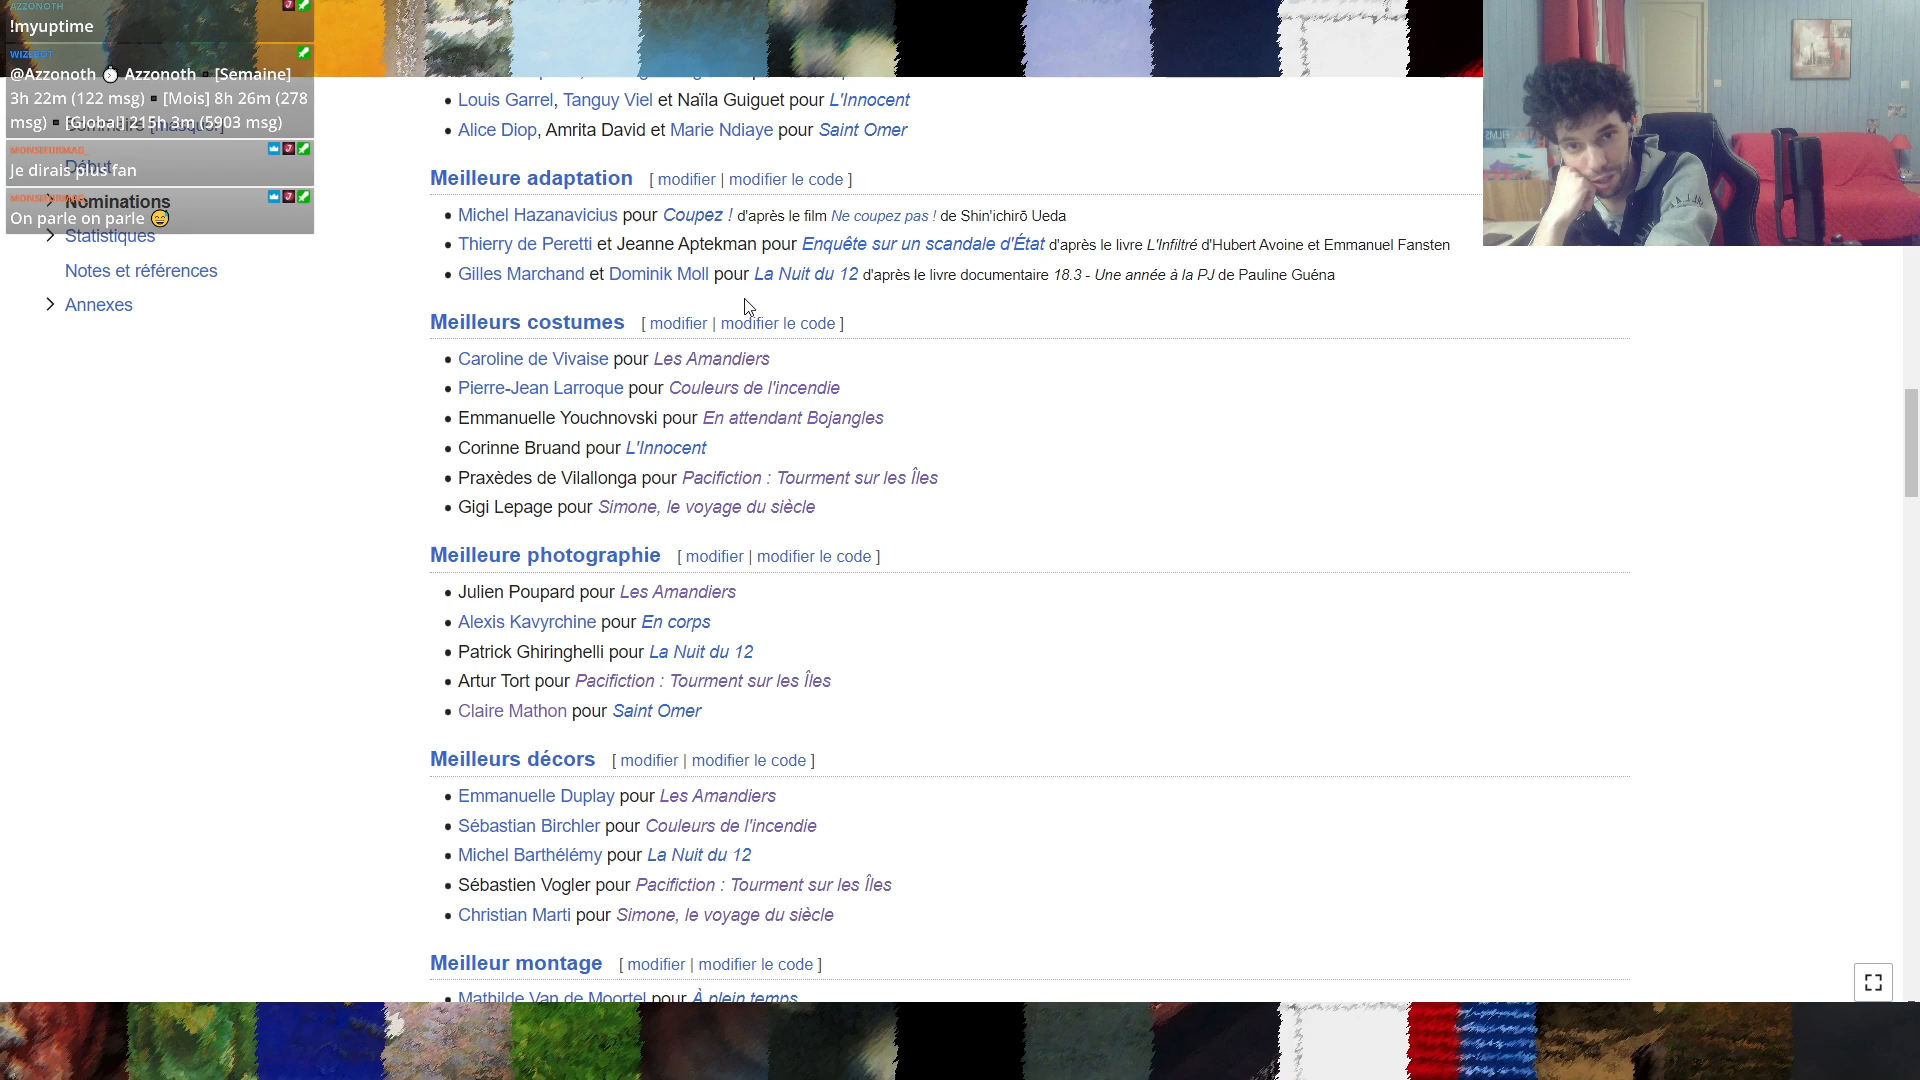 AZZONOTH
!myuptime
WIZEBOT
@Azzonoth Azzonoth ▪ [Semaine]
3h 22m (122 msg) ▪ [Mois] 8h 26m (278
msg) ▪ [Global] 215h 3m (5903 msg)
Sommaire [masquer]
Début
Je dirais plus fan
Nominations
On parle on parle 😅
Statistiques
Notes et références
Annexes
Louis Garrel, Tanguy Viel et Naïla Guiguet pour L'Innocent
Alice Diop, Amrita David et Marie Ndiaye pour Saint Omer
Meilleure adaptation [ modifier | modifier le code ]
Michel Hazanavicius pour Coupez ! d'après le film Ne coupez pas ! de Shin'ichirō Ueda
Thierry de Peretti et Jeanne Aptekman pour Enquête sur un scandale d'État d'après le livre L'Infiltré d'Hubert Avoine et Emmanuel Fansten
Gilles Marchand et Dominik Moll pour La Nuit du 12 d'après le livre documentaire 18.3 - Une année à la PJ de Pauline Guéna
Meilleurs costumes [ modifier | modifier le code ]
Caroline de Vivaise pour Les Amandiers
Pierre-Jean Larroque pour Couleurs de l'incendie
Emmanuelle Youchnovski pour En attendant Bojangles
Corinne Bruand pour L'Innocent
Praxèdes de Vilallonga pour Pacifiction : Tourment sur les Îles
Gigi Lepage pour Simone, le voyage du siècle
Meilleure photographie [ modifier | modifier le code ]
Julien Poupard pour Les Amandiers
Alexis Kavyrchine pour En corps
Patrick Ghiringhelli pour La Nuit du 12
Artur Tort pour Pacifiction : Tourment sur les Îles
Claire Mathon pour Saint Omer
Meilleurs décors [ modifier | modifier le code ]
Emmanuelle Duplay pour Les Amandiers
Sébastian Birchler pour Couleurs de l'incendie
Michel Barthélémy pour La Nuit du 12
Sébastien Vogler pour Pacifiction : Tourment sur les Îles
Christian Marti pour Simone, le voyage du siècle
Meilleur montage [ modifier | modifier le code ]
Mathilde Van de Moortel pour À plein temps